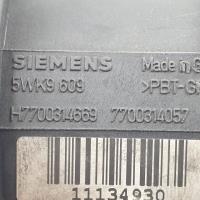 SIEMENS Made in G
5WK9 609 >PBT-G
H7700314669 7700314057
11134930